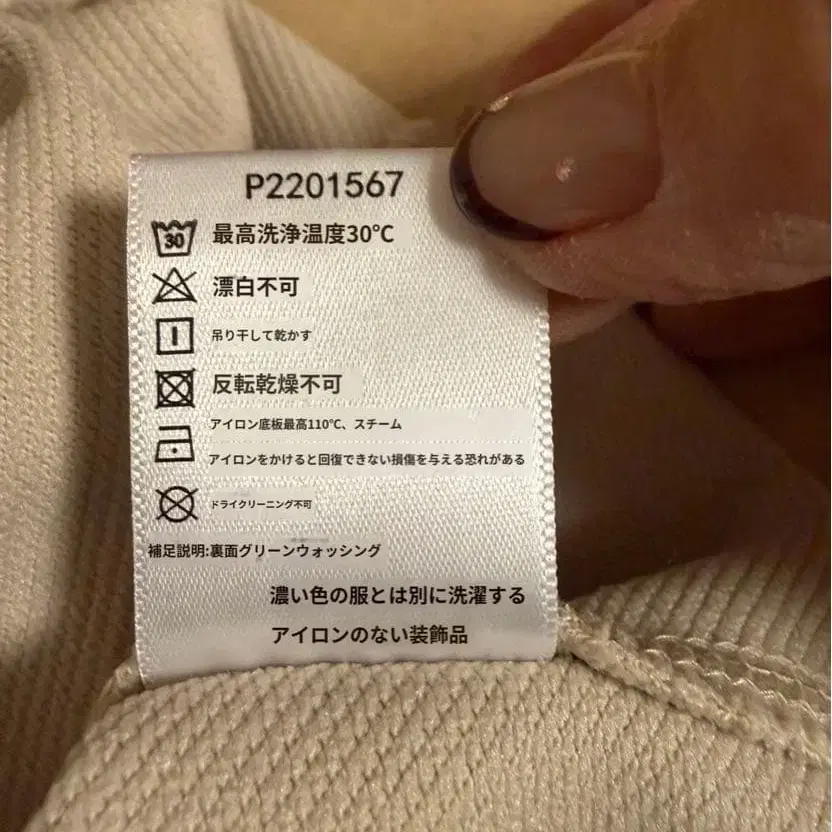 P2201567
30 最高洗浄温度30℃
漂白不可
吊り干して乾かす
反転乾燥不可
アイロン底板最高110℃、スチーム
アイロンをかけると回復できない損傷を与える恐れがある
ドライクリーニング不可
補足説明:裏面グリーンウォッシング
濃い色の服とは別に洗濯する
アイロンのない装飾品